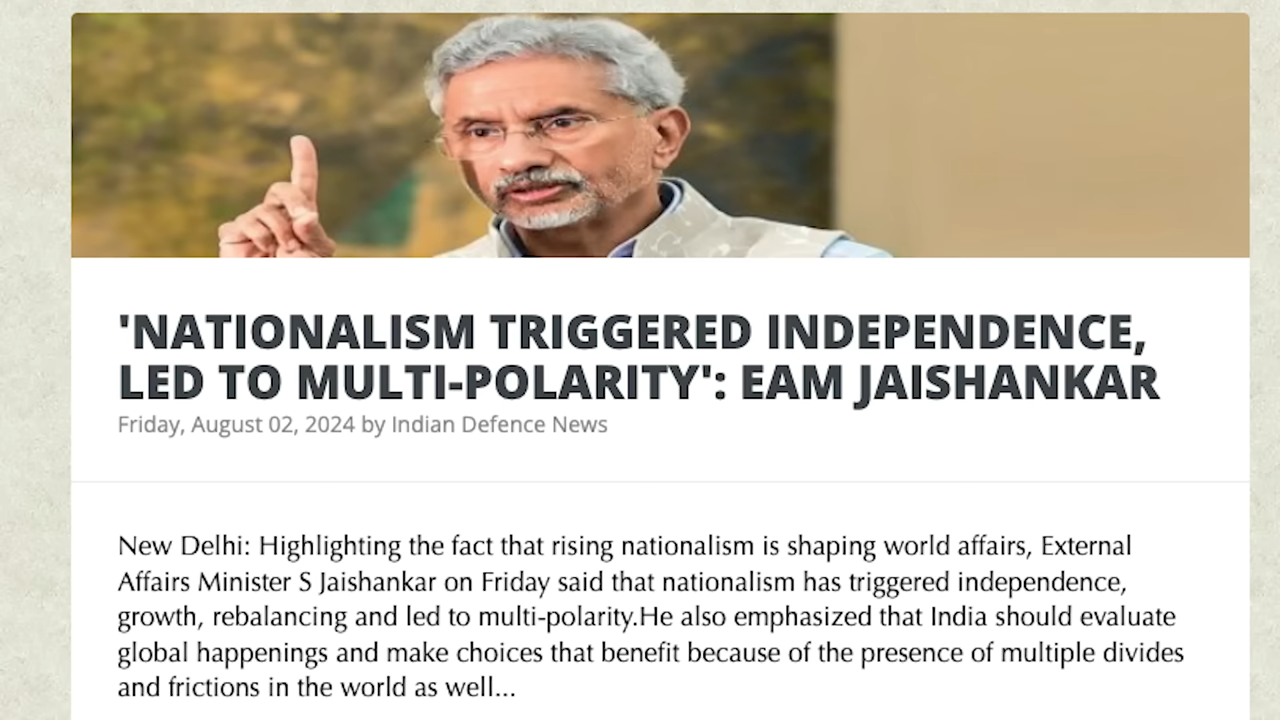 'NATIONALISM TRIGGERED INDEPENDENCE,
LED TO MULTI-POLARITY': EAM JAISHANKAR
Friday, August 02, 2024 by Indian Defence News
New Delhi: Highlighting the fact that rising nationalism is shaping world affairs, External
Affairs Minister S Jaishankar on Friday said that nationalism has triggered independence,
growth, rebalancing and led to multi-polarity.He also emphasized that India should evaluate
global happenings and make choices that benefit because of the presence of multiple divides
and frictions in the world as well...